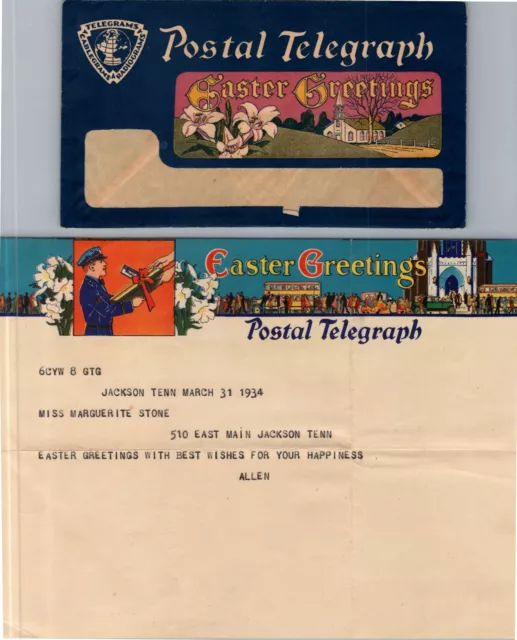 TELEGRAMS
CABLEGRAMS RADIOGRAMS
Postal Telegraph
Easter Greetings
Easter Greetings
Postal Telegraph
6CYW 8 GTG
JACKSON TENN MARCH 31 1934
MISS MARGUERITE STONE
510 EAST MAIN JACKSON TENN
EASTER GREETINGS WITH BEST WISHES FOR YOUR HAPPINESS
ALLEN